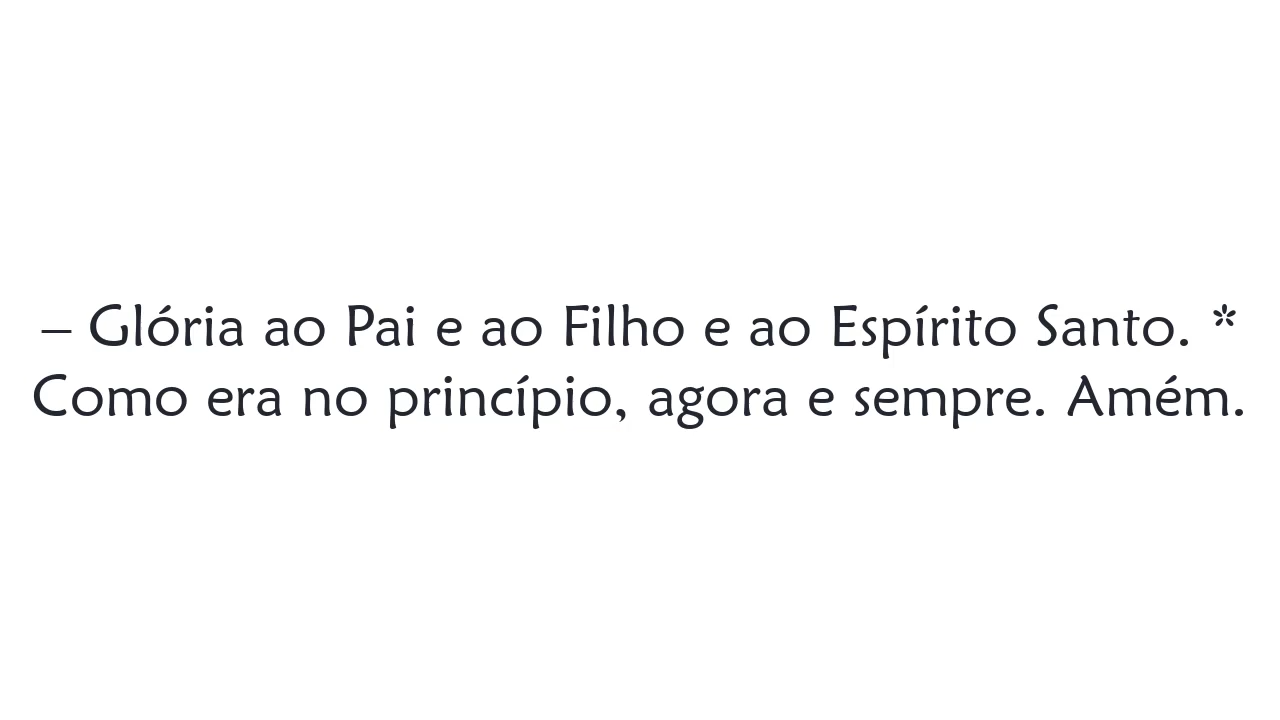 – Glória ao Pai e ao Filho e ao Espírito Santo. *
Como era no princípio, agora e sempre. Amém.